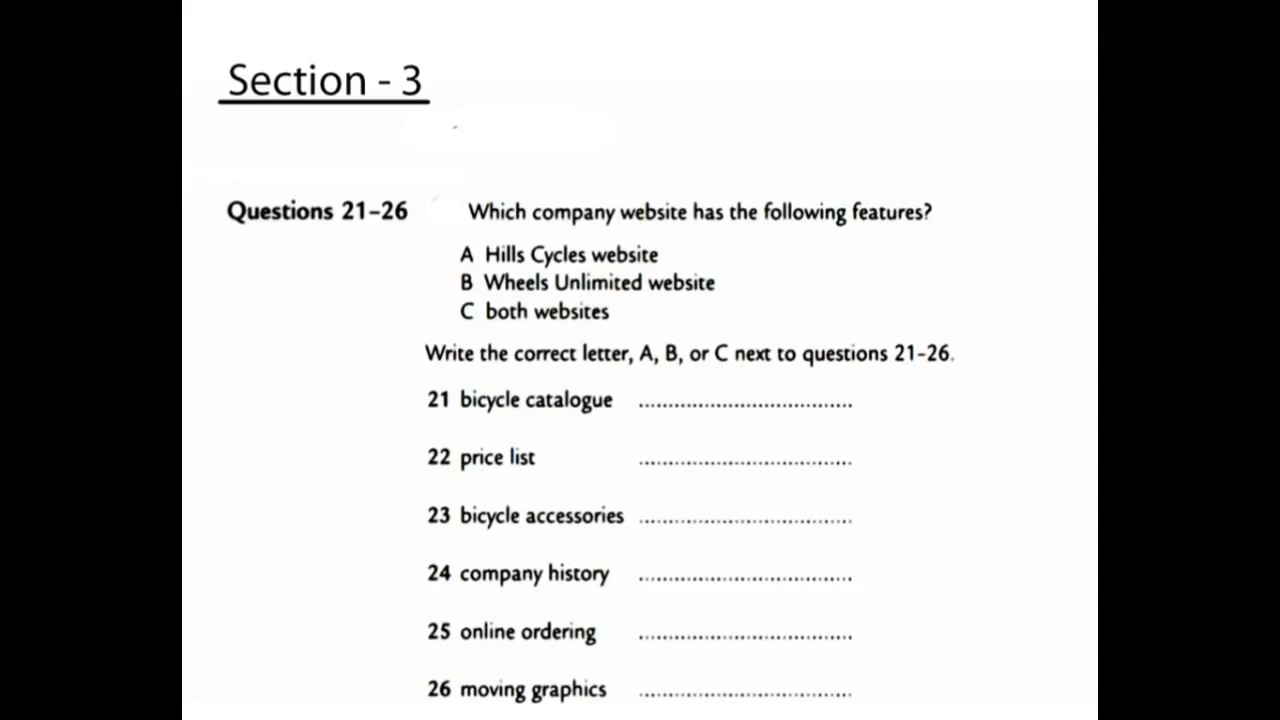 Section - 3
Questions 21–26 Which company website has the following features?
A Hills Cycles website
B Wheels Unlimited website
C both websites
Write the correct letter, A, B, or C next to questions 21–26.
21 bicycle catalogue ....................................
22 price list ....................................
23 bicycle accessories ....................................
24 company history ....................................
25 online ordering ....................................
26 moving graphics ....................................